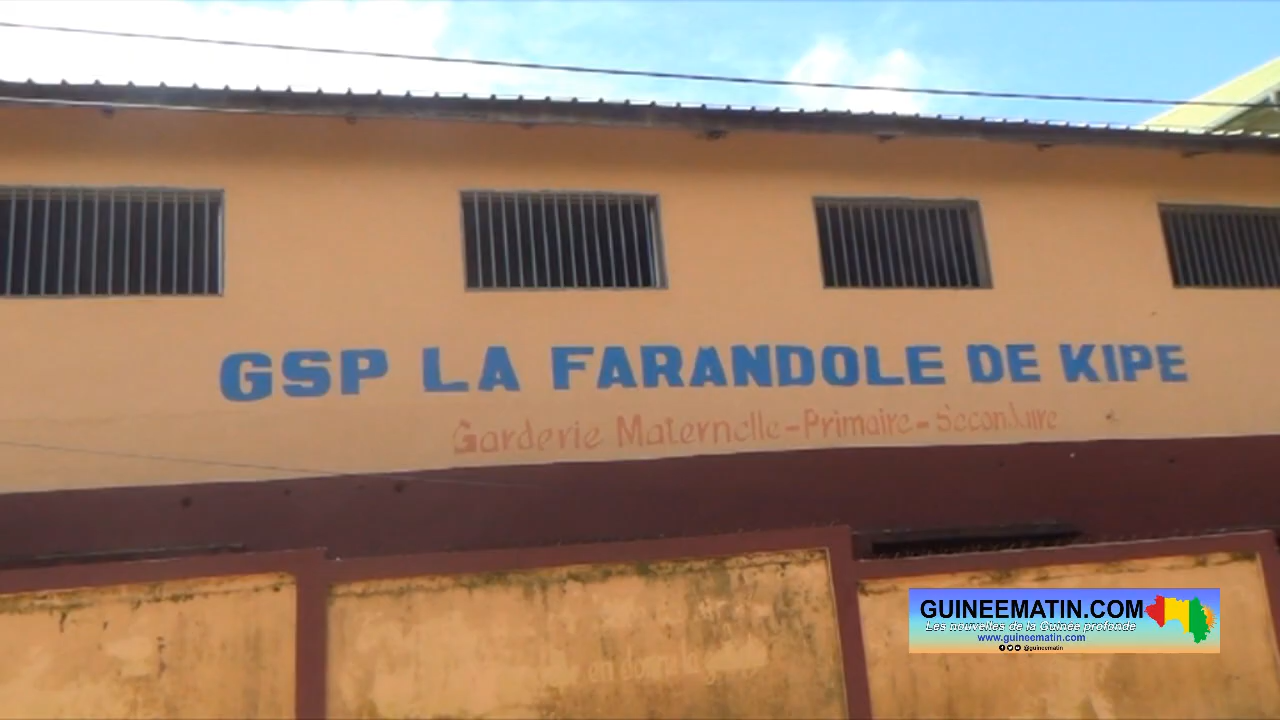 GSP LA FARANDOLE DE KIPE
Garderie Maternelle-Primaire-Secondaire
GUINEEMATIN.COM
Les nouvelles de la Guinée profonde
www.guineematin.com
@guineematin